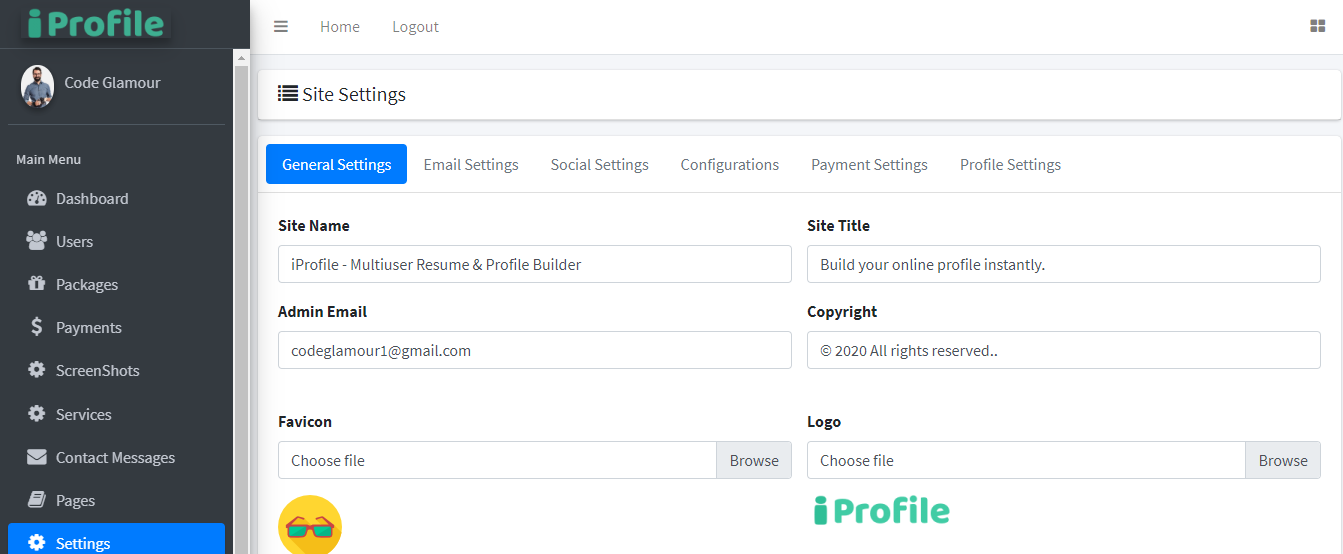 i Profile
Home
Logout
Code Glamour
Site Settings
Main Menu
Dashboard
Users
Packages
Payments
ScreenShots
Services
Contact Messages
Pages
Settings
General Settings
Email Settings
Social Settings
Configurations
Payment Settings
Profile Settings
Site Name
Site Title
iProfile - Multiuser Resume & Profile Builder
Build your online profile instantly.
Admin Email
Copyright
codeglamour1@gmail.com
© 2020 All rights reserved..
Favicon
Logo
Choose file
Browse
Choose file
Browse
i Profile